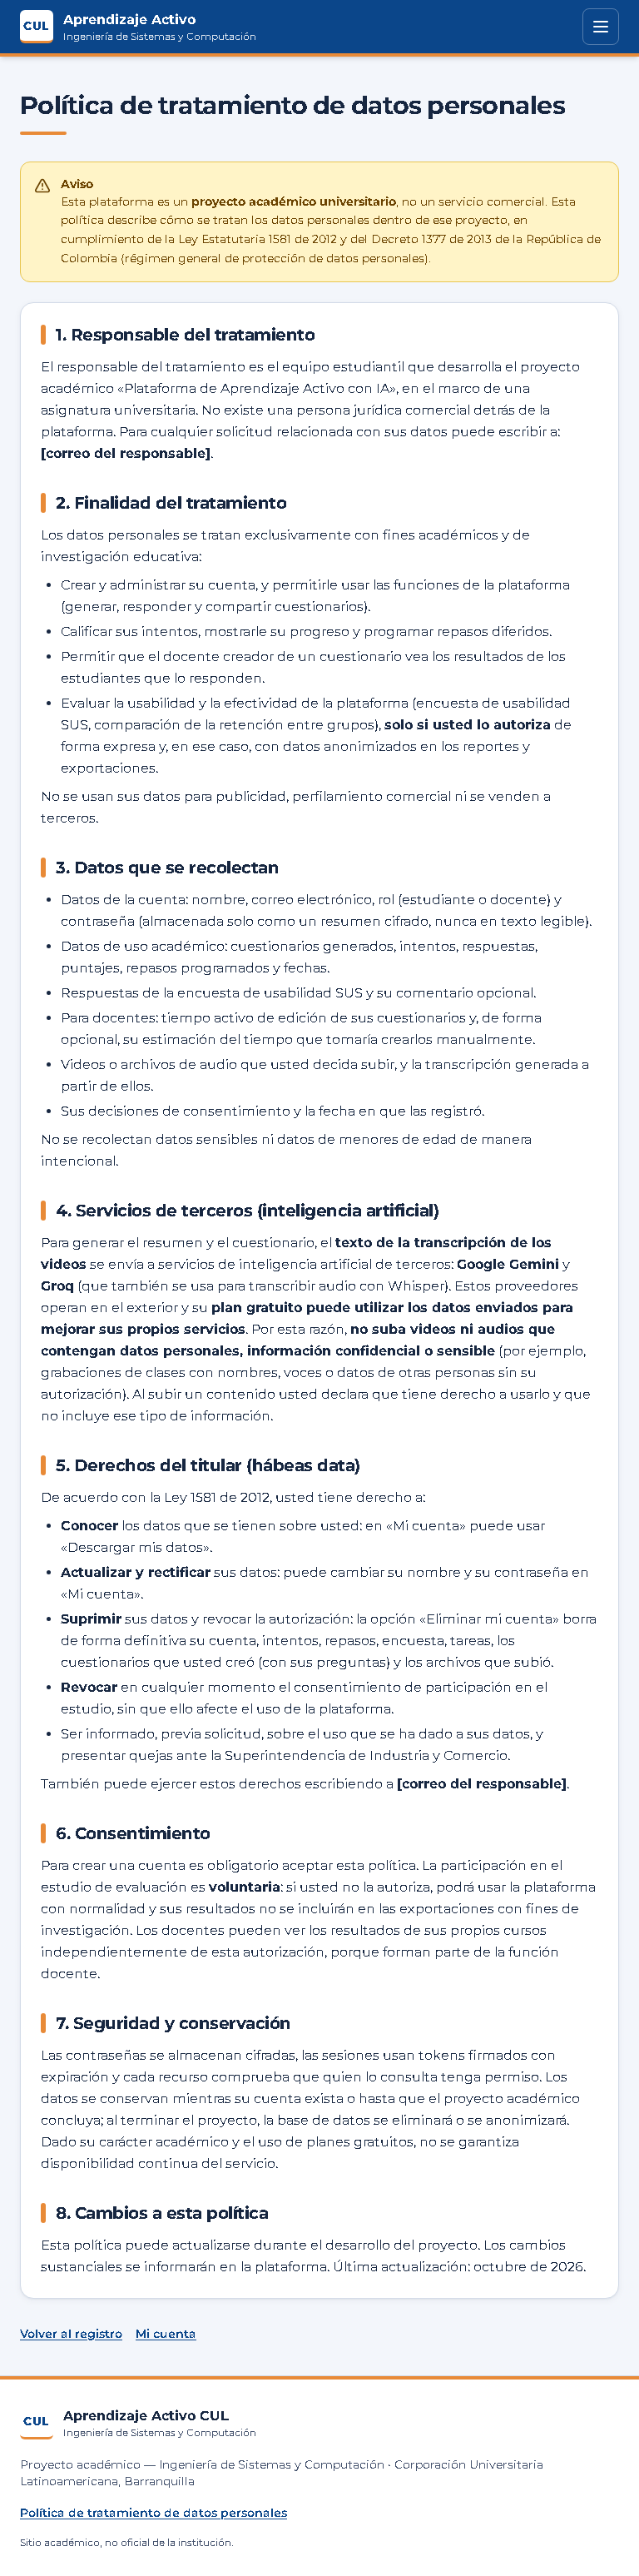 CUL
Aprendizaje Activo
Ingeniería de Sistemas y Computación
Política de tratamiento de datos personales
Aviso
Esta plataforma es un proyecto académico universitario, no un servicio comercial. Esta
política describe cómo se tratan los datos personales dentro de ese proyecto, en
cumplimiento de la Ley Estatutaria 1581 de 2012 y del Decreto 1377 de 2013 de la República de
Colombia (régimen general de protección de datos personales).
1. Responsable del tratamiento
El responsable del tratamiento es el equipo estudiantil que desarrolla el proyecto
académico «Plataforma de Aprendizaje Activo con IA», en el marco de una
asignatura universitaria. No existe una persona jurídica comercial detrás de la
plataforma. Para cualquier solicitud relacionada con sus datos puede escribir a:
[correo del responsable].
2. Finalidad del tratamiento
Los datos personales se tratan exclusivamente con fines académicos y de
investigación educativa:
• Crear y administrar su cuenta, y permitirle usar las funciones de la plataforma
(generar, responder y compartir cuestionarios).
• Calificar sus intentos, mostrarle su progreso y programar repasos diferidos.
• Permitir que el docente creador de un cuestionario vea los resultados de los
estudiantes que lo responden.
• Evaluar la usabilidad y la efectividad de la plataforma (encuesta de usabilidad
SUS, comparación de la retención entre grupos), solo si usted lo autoriza de
forma expresa y, en ese caso, con datos anonimizados en los reportes y
exportaciones.
No se usan sus datos para publicidad, perfilamiento comercial ni se venden a
terceros.
3. Datos que se recolectan
• Datos de la cuenta: nombre, correo electrónico, rol (estudiante o docente) y
contraseña (almacenada solo como un resumen cifrado, nunca en texto legible).
• Datos de uso académico: cuestionarios generados, intentos, respuestas,
puntajes, repasos programados y fechas.
• Respuestas de la encuesta de usabilidad SUS y su comentario opcional.
• Para docentes: tiempo activo de edición de sus cuestionarios y, de forma
opcional, su estimación del tiempo que tomaría crearlos manualmente.
• Videos o archivos de audio que usted decida subir, y la transcripción generada a
partir de ellos.
• Sus decisiones de consentimiento y la fecha en que las registró.
No se recolectan datos sensibles ni datos de menores de edad de manera
intencional.
4. Servicios de terceros (inteligencia artificial)
Para generar el resumen y el cuestionario, el texto de la transcripción de los
videos se envía a servicios de inteligencia artificial de terceros: Google Gemini y
Groq (que también se usa para transcribir audio con Whisper). Estos proveedores
operan en el exterior y su plan gratuito puede utilizar los datos enviados para
mejorar sus propios servicios. Por esta razón, no suba videos ni audios que
contengan datos personales, información confidencial o sensible (por ejemplo,
grabaciones de clases con nombres, voces o datos de otras personas sin su
autorización). Al subir un contenido usted declara que tiene derecho a usarlo y que
no incluye ese tipo de información.
5. Derechos del titular (hábeas data)
De acuerdo con la Ley 1581 de 2012, usted tiene derecho a:
• Conocer los datos que se tienen sobre usted: en «Mi cuenta» puede usar
«Descargar mis datos».
• Actualizar y rectificar sus datos: puede cambiar su nombre y su contraseña en
«Mi cuenta».
• Suprimir sus datos y revocar la autorización: la opción «Eliminar mi cuenta» borra
de forma definitiva su cuenta, intentos, repasos, encuesta, tareas, los
cuestionarios que usted creó (con sus preguntas) y los archivos que subió.
• Revocar en cualquier momento el consentimiento de participación en el
estudio, sin que ello afecte el uso de la plataforma.
• Ser informado, previa solicitud, sobre el uso que se ha dado a sus datos, y
presentar quejas ante la Superintendencia de Industria y Comercio.
También puede ejercer estos derechos escribiendo a [correo del responsable].
6. Consentimiento
Para crear una cuenta es obligatorio aceptar esta política. La participación en el
estudio de evaluación es voluntaria: si usted no la autoriza, podrá usar la plataforma
con normalidad y sus resultados no se incluirán en las exportaciones con fines de
investigación. Los docentes pueden ver los resultados de sus propios cursos
independientemente de esta autorización, porque forman parte de la función
docente.
7. Seguridad y conservación
Las contraseñas se almacenan cifradas, las sesiones usan tokens firmados con
expiración y cada recurso comprueba que quien lo consulta tenga permiso. Los
datos se conservan mientras su cuenta exista o hasta que el proyecto académico
concluya; al terminar el proyecto, la base de datos se eliminará o se anonimizará.
Dado su carácter académico y el uso de planes gratuitos, no se garantiza
disponibilidad continua del servicio.
8. Cambios a esta política
Esta política puede actualizarse durante el desarrollo del proyecto. Los cambios
sustanciales se informarán en la plataforma. Última actualización: octubre de 2026.
Volver al registro Mi cuenta
CUL
Aprendizaje Activo CUL
Ingeniería de Sistemas y Computación
Proyecto académico — Ingeniería de Sistemas y Computación · Corporación Universitaria
Latinoamericana, Barranquilla
Política de tratamiento de datos personales
Sitio académico, no oficial de la institución.